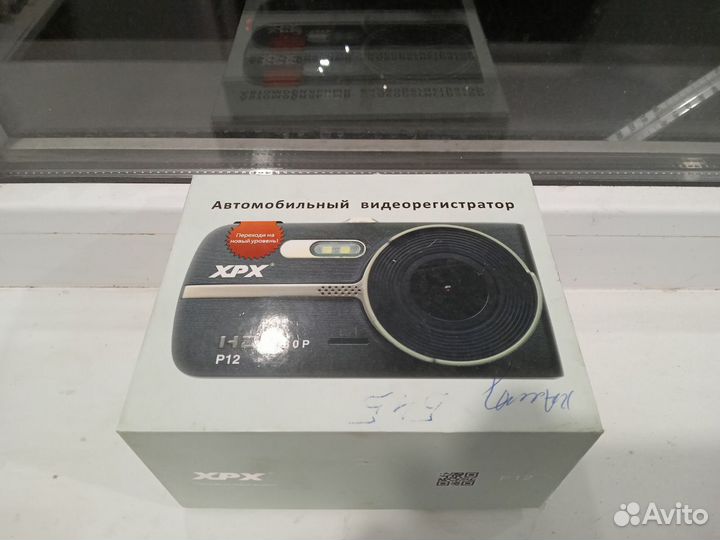 Автомобильный видеорегистратор
Переходи на
новый уровень!
XPX®
P12
XPX
P12
Avito